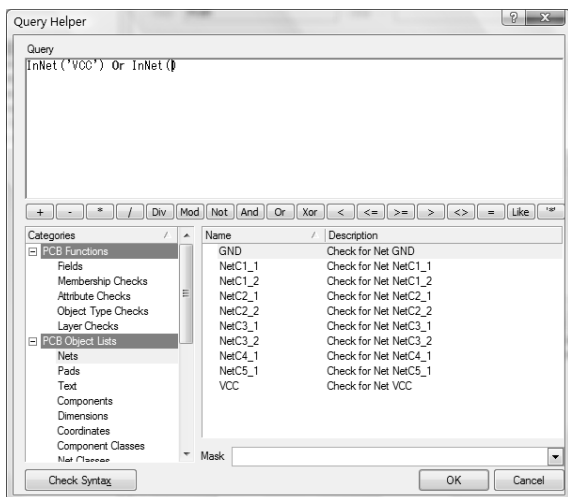 Query Helper
Query
InNet('VCC') Or InNet()
+ - * / Div Mod Not And Or Xor < <= >= > <> = Like '*'
Categories Name Description
PCB Functions GND Check for Net GND
Fields NetC1_1 Check for Net NetC1_1
Membership Checks NetC1_2 Check for Net NetC1_2
Attribute Checks NetC2_1 Check for Net NetC2_1
Object Type Checks NetC2_2 Check for Net NetC2_2
Layer Checks NetC3_1 Check for Net NetC3_1
PCB Object Lists NetC3_2 Check for Net NetC3_2
Nets NetC4_1 Check for Net NetC4_1
Pads NetC5_1 Check for Net NetC5_1
Text VCC Check for Net VCC
Components
Dimensions
Coordinates
Component Classes
Net Classes Mask
Check Syntax OK Cancel